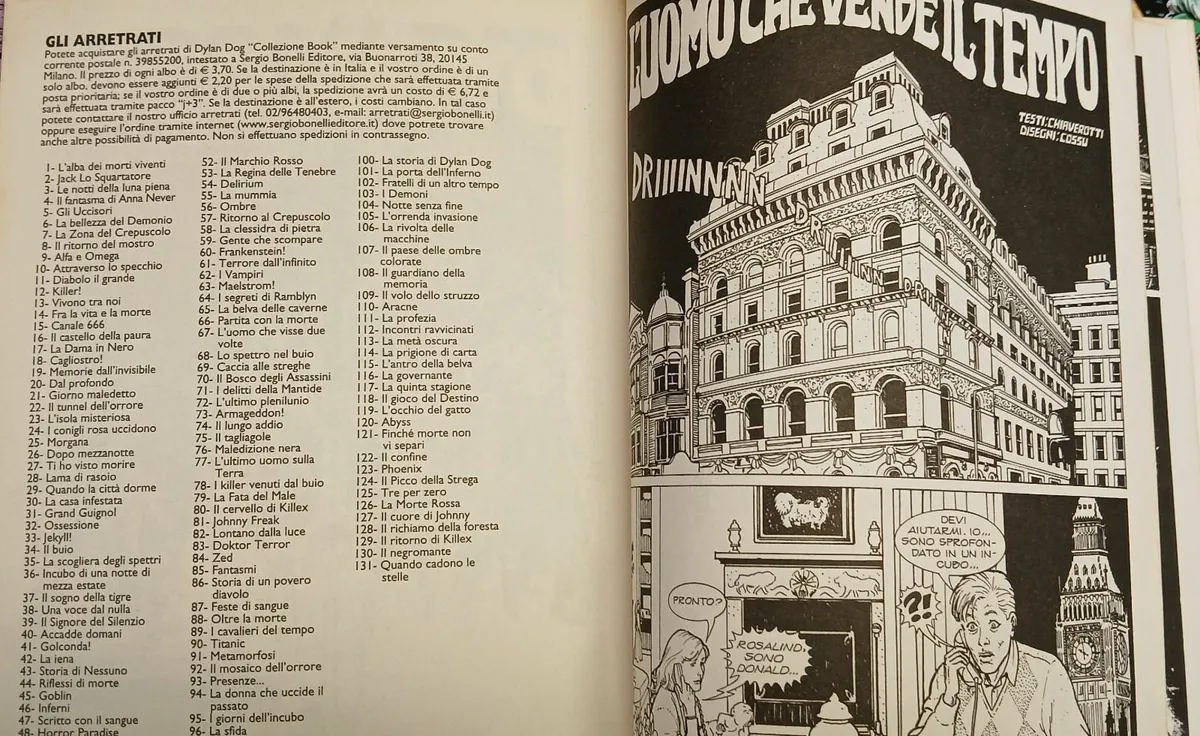 GLI ARRETRATI
Potete acquistare gli arretrati di Dylan Dog "Collezione Book" mediante versamento su conto
corrente postale n. 39855200, intestato a Sergio Bonelli Editore, via Buonarroti 38, 20145
Milano. Il prezzo di ogni albo è di € 3,70. Se la destinazione è in Italia e il vostro ordine è di un
solo albo, devono essere aggiunti € 2,20 per le spese della spedizione che sarà effettuata tramite
posta prioritaria; se il vostro ordine è di due o più albi, la spedizione avrà un costo di € 6,72 e
sarà effettuata tramite pacco "j+3". Se la destinazione è all'estero, i costi cambiano. In tal caso
potete contattare il nostro ufficio arretrati (tel. 02/96480403, e-mail: arretrati@sergiobonelli.it)
oppure eseguire l'ordine tramite internet (www.sergiobonellieditore.it) dove potete trovare
anche altre possibilità di pagamento. Non si effettuano spedizioni in contrassegno.
1- L'alba dei morti viventi
2- Jack Lo Squartatore
3- Le notti della luna piena
4- Il fantasma di Anna Never
5- Gli Uccisori
6- La bellezza del Demonio
7- La Zona del Crepuscolo
8- Il ritorno del mostro
9- Alfa e Omega
10- Attraverso lo specchio
11- Diabolo il grande
12- Killer!
13- Vivono tra noi
14- Fra la vita e la morte
15- Canale 666
16- Il castello della paura
17- La Dama in Nero
18- Cagliostro!
19- Memorie dall'invisibile
20- Dal profondo
21- Giorno maledetto
22- Il tunnel dell'orrore
23- L'isola misteriosa
24- I conigli rosa uccidono
25- Morgana
26- Dopo mezzanotte
27- Ti ho visto morire
28- Lama di rasoio
29- Quando la città dorme
30- La casa infestata
31- Grand Guignol
32- Ossessione
33- Jekyll!
34- Il buio
35- La scogliera degli spettri
36- Incubo di una notte di
mezza estate
37- Il sogno della tigre
38- Una voce dal nulla
39- Il Signore del Silenzio
40- Accadde domani
41- Golconda!
42- La iena
43- Storia di Nessuno
44- Riflessi di morte
45- Goblin
46- Inferni
47- Scritto con il sangue
48- Horror Paradise
52- Il Marchio Rosso
53- La Regina delle Tenebre
54- Delirium
55- La mummia
56- Ombre
57- Ritorno al Crepuscolo
58- La clessidra di pietra
59- Gente che scompare
60- Frankenstein!
61- Terrore dall'infinito
62- I Vampiri
63- Maelstrom!
64- I segreti di Ramblyn
65- La belva delle caverne
66- Partita con la morte
67- L'uomo che visse due
volte
68- Lo spettro nel buio
69- Caccia alle streghe
70- Il Bosco degli Assassini
71- I delitti della Mantide
72- L'ultimo plenilunio
73- Armageddon!
74- Il lungo addio
75- Il tagliagole
76- Maledizione nera
77- L'ultimo uomo sulla
Terra
78- I killer venuti dal buio
79- La Fata del Male
80- Il cervello di Killex
81- Johnny Freak
82- Lontano dalla luce
83- Doktor Terror
84- Zed
85- Fantasmi
86- Storia di un povero
diavolo
87- Feste di sangue
88- Oltre la morte
89- I cavalieri del tempo
90- Titanic
91- Metamorfosi
92- Il mosaico dell'orrore
93- Presenze...
94- La donna che uccide il
passato
95- I giorni dell'incubo
96- La sfida
100- La storia di Dylan Dog
101- La porta dell'Inferno
102- Fratelli di un altro tempo
103- I Demoni
104- Notte senza fine
105- L'orrenda invasione
106- La rivolta delle
macchine
107- Il paese delle ombre
colorate
108- Il guardiano della
memoria
109- Il volo dello struzzo
110- Aracne
111- La profezia
112- Incontri ravvicinati
113- La metà oscura
114- La prigione di carta
115- L'antro della belva
116- La governante
117- La quinta stagione
118- Il gioco del Destino
119- L'occhio del gatto
120- Abyss
121- Finché morte non
vi separi
122- Il confine
123- Phoenix
124- Il Picco della Strega
125- Tre per zero
126- La Morte Rossa
127- Il cuore di Johnny
128- Il richiamo della foresta
129- Il ritorno di Killex
130- Il negromante
131- Quando cadono le
stelle
L'UOMO CHE VENDE IL TEMPO
TESTI: CHIAVEROTTI
DISEGNI: COSSU
DRIIIINNNN
DRIIIINNN
DRIIINN
PRONTO?
ROSALIND,
SONO
DONALD...
DEVI
AIUTARMI. IO...
SONO SPROFON-
DATO IN UN IN-
CUBO...
?!